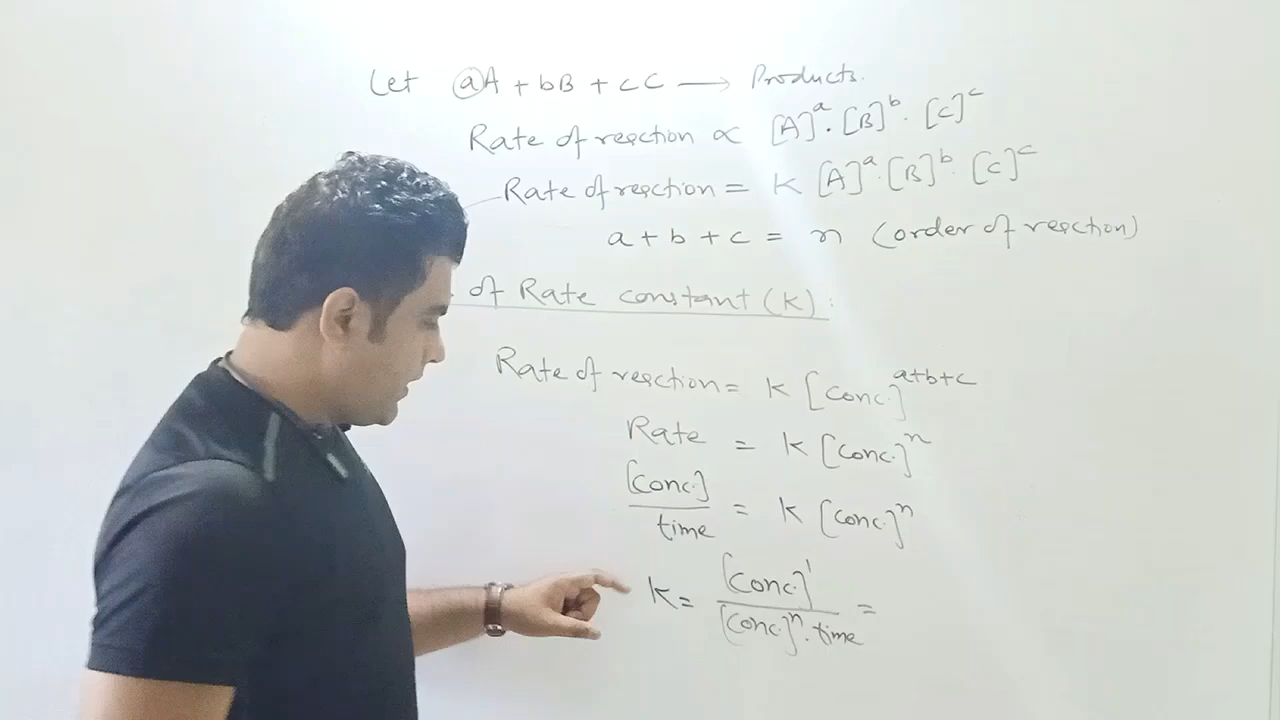 Let aA + bB + cC ⟶ Products.
Rate of reaction ∝ [A]^a · [B]^b · [C]^c
Rate of reaction = K [A]^a · [B]^b · [C]^c
a + b + c = n (order of reaction)
of Rate constant (K) :
Rate of reaction = K [Conc.]^a+b+c
Rate = K [Conc.]^n
[Conc.] / time = K [Conc.]^n
K = [Conc.]^1 / [Conc.]^n · time =